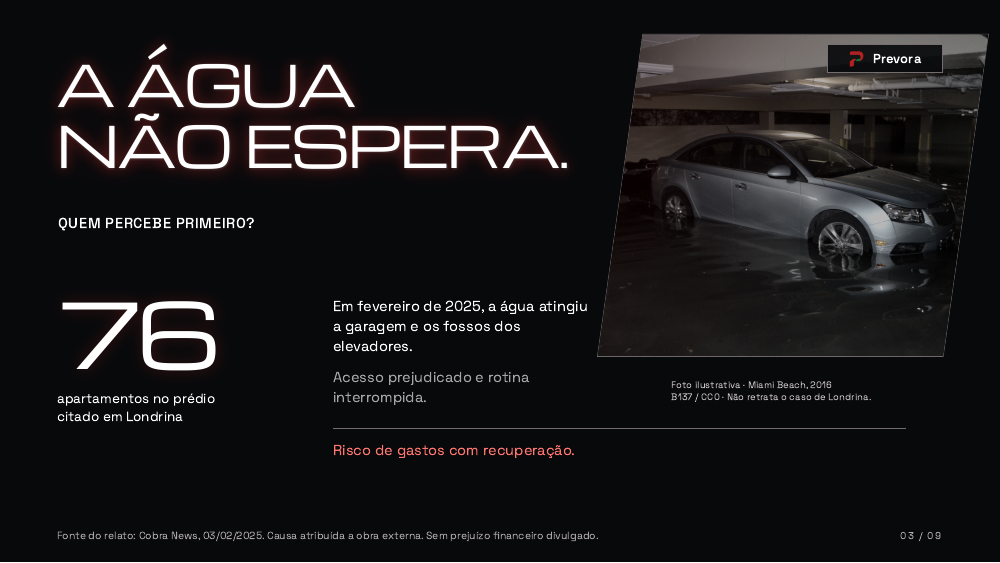 A ÁGUA
NÃO ESPERA.
Prevora
QUEM PERCEBE PRIMEIRO?
76
apartamentos no prédio
citado em Londrina
Em fevereiro de 2025, a água atingiu
a garagem e os fossos dos
elevadores.
Acesso prejudicado e rotina
interrompida.
Foto ilustrativa · Miami Beach, 2016
B137 / CC0 · Não retrata o caso de Londrina.
Risco de gastos com recuperação.
Fonte do relato: Cobra News, 03/02/2025. Causa atribuída a obra externa. Sem prejuízo financeiro divulgado.
03 / 09